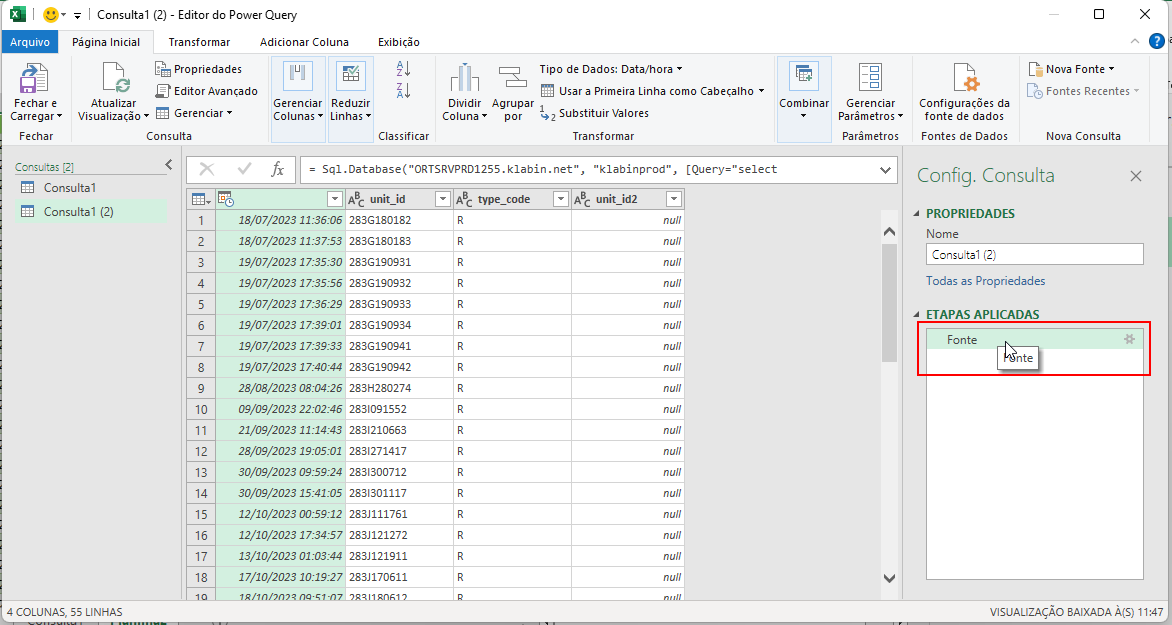 Consulta1 (2) - Editor do Power Query
Arquivo Página Inicial Transformar Adicionar Coluna Exibição
Fechar e Carregar
Fechar
Atualizar Visualização
Propriedades
Editor Avançado
Gerenciar
Consulta
Gerenciar Colunas
Reduzir Linhas
Classificar
Dividir Coluna
Agrupar por
Tipo de Dados: Data/hora
Usar a Primeira Linha como Cabeçalho
Substituir Valores
Transformar
Combinar
Gerenciar Parâmetros
Parâmetros
Configurações da fonte de dados
Fontes de Dados
Nova Fonte
Fontes Recentes
Nova Consulta
Consultas [2]
Consulta1
Consulta1 (2)
fx
= Sql.Database("ORTSRVPRD1255.klabin.net", "klabinprod", [Query="select
unit_id type_code unit_id2
1 18/07/2023 11:36:06 283G180182 R null
2 18/07/2023 11:37:53 283G180183 R null
3 19/07/2023 17:35:30 283G190931 R null
4 19/07/2023 17:35:56 283G190932 R null
5 19/07/2023 17:36:29 283G190933 R null
6 19/07/2023 17:39:01 283G190934 R null
7 19/07/2023 17:39:33 283G190941 R null
8 19/07/2023 17:40:44 283G190942 R null
9 28/08/2023 08:04:26 283H280274 R null
10 09/09/2023 22:02:46 283I091552 R null
11 21/09/2023 11:14:43 283I210663 R null
12 28/09/2023 19:05:01 283I271417 R null
13 30/09/2023 09:59:24 283I300712 R null
14 30/09/2023 15:41:05 283I301117 R null
15 12/10/2023 00:59:12 283J111761 R null
16 12/10/2023 17:34:57 283J121272 R null
17 13/10/2023 01:03:44 283J121911 R null
18 17/10/2023 10:19:27 283J170611 R null
19 18/10/2023 09:51:07 283J180612 R null
Config. Consulta
PROPRIEDADES
Nome
Consulta1 (2)
Todas as Propriedades
ETAPAS APLICADAS
Fonte
Fonte
4 COLUNAS, 55 LINHAS
VISUALIZAÇÃO BAIXADA À(S) 11:47